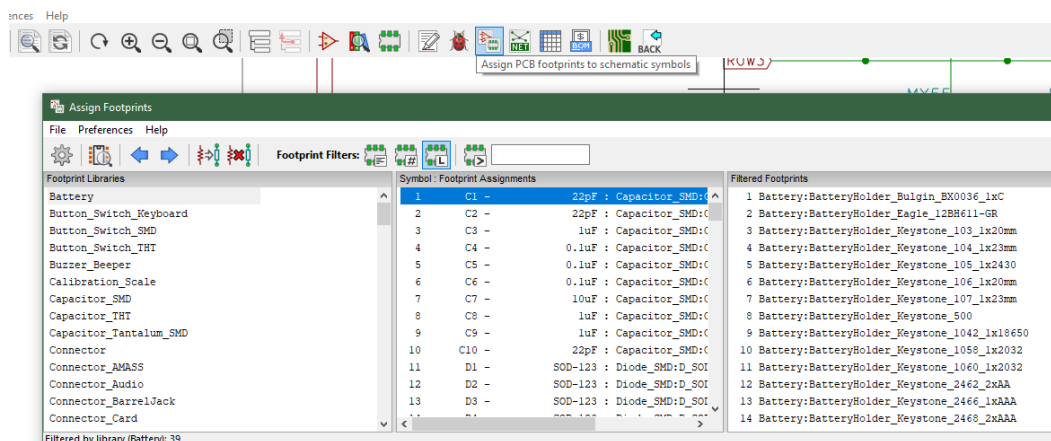 ences Help
NET
BOM
BACK
Assign PCB footprints to schematic symbols
ROW3
Assign Footprints
File Preferences Help
Footprint Filters:
#
L
Footprint Libraries
Battery
Button_Switch_Keyboard
Button_Switch_SMD
Button_Switch_THT
Buzzer_Beeper
Calibration_Scale
Capacitor_SMD
Capacitor_THT
Capacitor_Tantalum_SMD
Connector
Connector_AMASS
Connector_Audio
Connector_BarrelJack
Connector_Card
Symbol : Footprint Assignments
1 C1 - 22pF : Capacitor_SMD:C
2 C2 - 22pF : Capacitor_SMD:C
3 C3 - 1uF : Capacitor_SMD:C
4 C4 - 0.1uF : Capacitor_SMD:C
5 C5 - 0.1uF : Capacitor_SMD:C
6 C6 - 0.1uF : Capacitor_SMD:C
7 C7 - 10uF : Capacitor_SMD:C
8 C8 - 1uF : Capacitor_SMD:C
9 C9 - 1uF : Capacitor_SMD:C
10 C10 - 22pF : Capacitor_SMD:C
11 D1 - SOD-123 : Diode_SMD:D_SOD
12 D2 - SOD-123 : Diode_SMD:D_SOD
13 D3 - SOD-123 : Diode_SMD:D_SOD
Filtered Footprints
1 Battery:BatteryHolder_Bulgin_BX0036_1xC
2 Battery:BatteryHolder_Eagle_12BH611-GR
3 Battery:BatteryHolder_Keystone_103_1x20mm
4 Battery:BatteryHolder_Keystone_104_1x23mm
5 Battery:BatteryHolder_Keystone_105_1x2430
6 Battery:BatteryHolder_Keystone_106_1x20mm
7 Battery:BatteryHolder_Keystone_107_1x23mm
8 Battery:BatteryHolder_Keystone_500
9 Battery:BatteryHolder_Keystone_1042_1x18650
10 Battery:BatteryHolder_Keystone_1058_1x2032
11 Battery:BatteryHolder_Keystone_1060_1x2032
12 Battery:BatteryHolder_Keystone_2462_2xAA
13 Battery:BatteryHolder_Keystone_2466_1xAAA
14 Battery:BatteryHolder_Keystone_2468_2xAAA
Filtered by library (Battery): 39